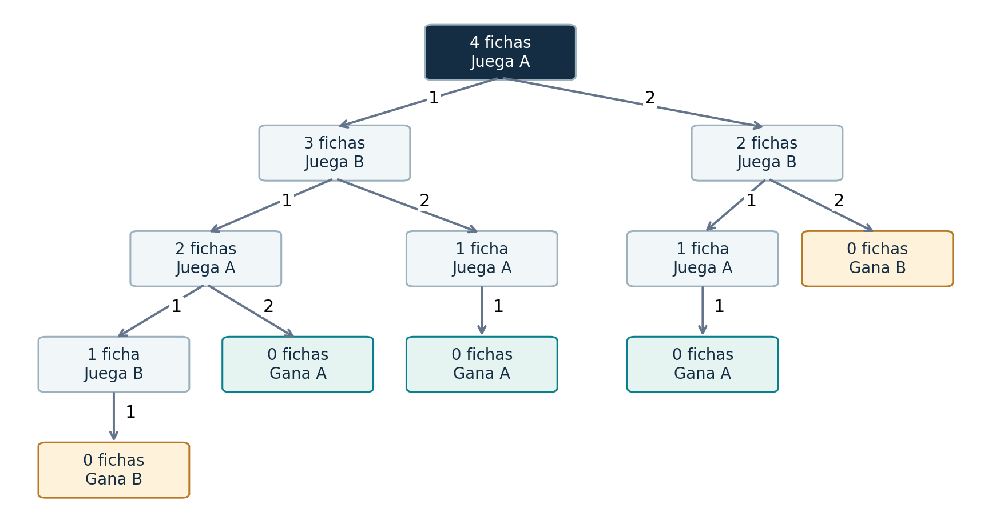 4 fichas
Juega A
1
2
3 fichas
Juega B
2 fichas
Juega B
1
2
1
2
2 fichas
Juega A
1 ficha
Juega A
1 ficha
Juega A
0 fichas
Gana B
1
2
1
1
1 ficha
Juega B
0 fichas
Gana A
0 fichas
Gana A
0 fichas
Gana A
1
0 fichas
Gana B